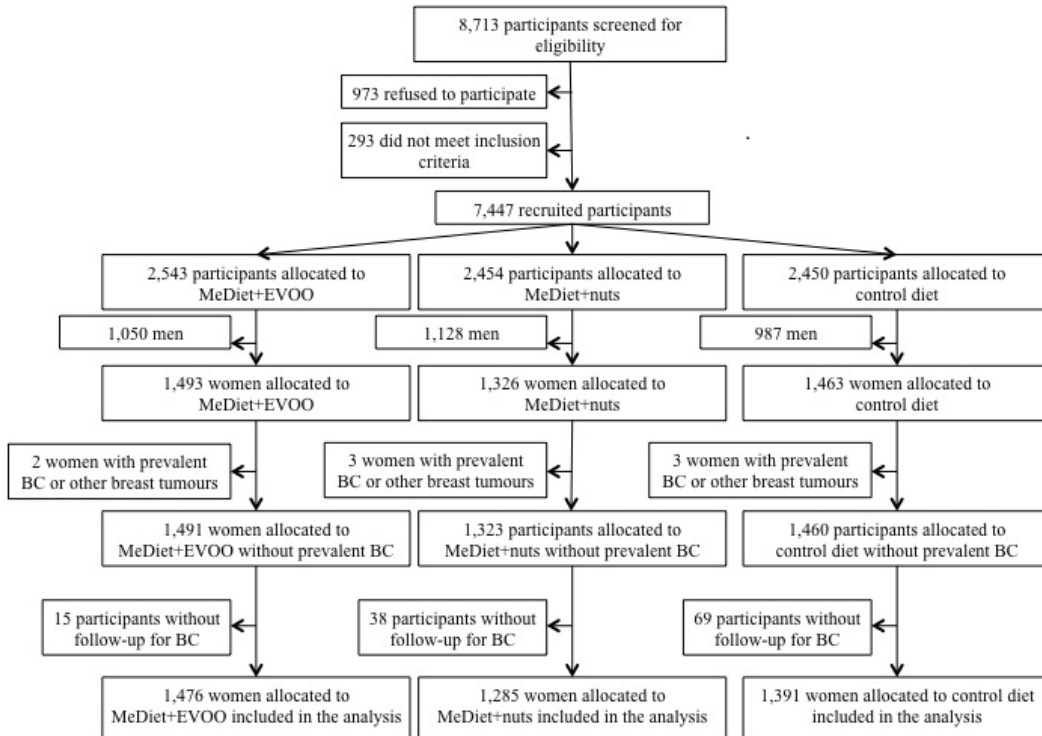 8,713 participants screened for
eligibility
973 refused to participate
293 did not meet inclusion
criteria
7,447 recruited participants
2,543 participants allocated to
MeDiet+EVOO
2,454 participants allocated to
MeDiet+nuts
2,450 participants allocated to
control diet
1,050 men
1,128 men
987 men
1,493 women allocated to
MeDiet+EVOO
1,326 women allocated to
MeDiet+nuts
1,463 women allocated to
control diet
2 women with prevalent
BC or other breast tumours
3 women with prevalent
BC or other breast tumours
3 women with prevalent
BC or other breast tumours
1,491 women allocated to
MeDiet+EVOO without prevalent BC
1,323 participants allocated to
MeDiet+nuts without prevalent BC
1,460 participants allocated to
control diet without prevalent BC
15 participants without
follow-up for BC
38 participants without
follow-up for BC
69 participants without
follow-up for BC
1,476 women allocated to
MeDiet+EVOO included in the analysis
1,285 women allocated to
MeDiet+nuts included in the analysis
1,391 women allocated to control diet
included in the analysis